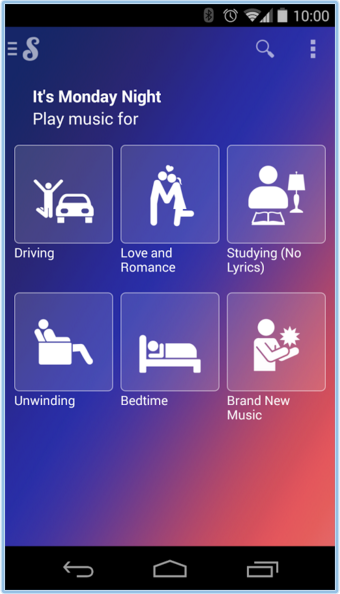 10:00
S
It's Monday Night
Play music for
Driving
Love and
Romance
Studying (No
Lyrics)
Unwinding
Bedtime
Brand New
Music